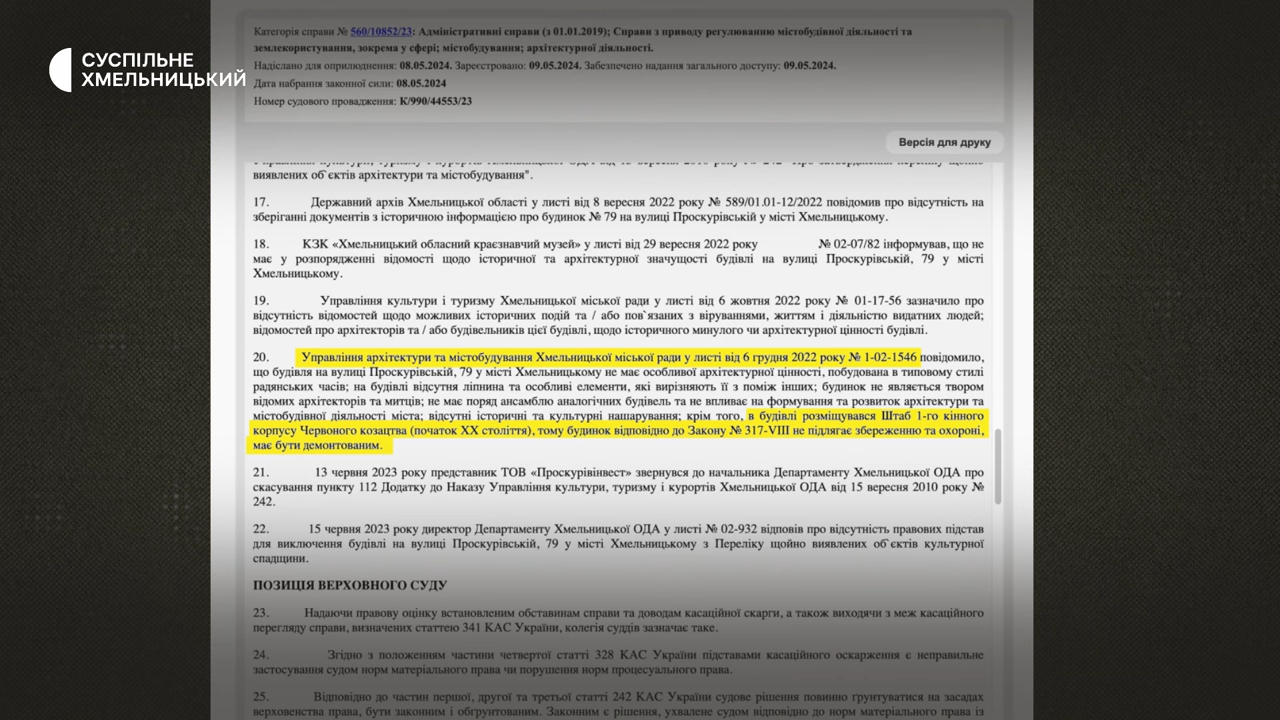 СУСПІЛЬНЕ
ХМЕЛЬНИЦЬКИЙ
Категорія справи № 560/10852/23: Адміністративні справи (з 01.01.2019); Справи з приводу регулюванню містобудівної діяльності та
землекористування, зокрема у сфері; містобудування; архітектурної діяльності.
Надіслано для оприлюднення: 08.05.2024. Зареєстровано: 09.05.2024. Забезпечено надання загального доступу: 09.05.2024.
Дата набрання законної сили: 08.05.2024
Номер судового провадження: К/990/44553/23
Версія для друку
виявлених об`єктів архітектури та містобудування".
17. Державний архів Хмельницької області у листі від 8 вересня 2022 року № 589/01.01-12/2022 повідомив про відсутність на
зберіганні документів з історичною інформацією про будинок № 79 на вулиці Проскурівській у місті Хмельницькому.
18. КЗК «Хмельницький обласний краєзнавчий музей» у листі від 29 вересня 2022 року № 02-07/82 інформував, що не
має у розпорядженні відомості щодо історичної та архітектурної значущості будівлі на вулиці Проскурівській, 79 у місті
Хмельницькому.
19. Управління культури і туризму Хмельницької міської ради у листі від 6 жовтня 2022 року № 01-17-56 зазначило про
відсутність відомостей щодо можливих історичних подій та / або пов`язаних з віруваннями, життям і діяльністю видатних людей;
відомостей про архітекторів та / або будівельників цієї будівлі, щодо історичного минулого чи архітектурної цінності будівлі.
20. Управління архітектури та містобудування Хмельницької міської ради у листі від 6 грудня 2022 року № 1-02-1546 повідомило,
що будівля на вулиці Проскурівській, 79 у місті Хмельницькому не має особливої архітектурної цінності, побудована в типовому стилі
радянських часів; на будівлі відсутня ліпнина та особливі елементи, які вирізняють її з поміж інших; будинок не являється твором
відомих архітекторів та митців; не має поряд ансамблю аналогічних будівель та не впливає на формування та розвиток архітектури та
містобудівної діяльності міста; відсутні історичні та культурні нашарування; крім того, в будівлі розміщувався Штаб 1-го кінного
корпусу Червоного козацтва (початок XX століття), тому будинок відповідно до Закону № 317-VIII не підлягає збереженню та охороні,
має бути демонтованим.
21. 13 червня 2023 року представник ТОВ «Проскурівінвест» звернувся до начальника Департаменту Хмельницької ОДА про
скасування пункту 112 Додатку до Наказу Управління культури, туризму і курортів Хмельницької ОДА від 15 вересня 2010 року №
242.
22. 15 червня 2023 року директор Департаменту Хмельницької ОДА у листі № 02-932 відповів про відсутність правових підстав
для виключення будівлі на вулиці Проскурівській, 79 у місті Хмельницькому з Переліку щойно виявлених об`єктів культурної
спадщини.
ПОЗИЦІЯ ВЕРХОВНОГО СУДУ
23. Надаючи правову оцінку встановленим обставинам справи та доводам касаційної скарги, а також виходячи з меж касаційного
перегляду справи, визначених статтею 341 КАС України, колегія суддів зазначає таке.
24. Згідно з положенням частини четвертої статті 328 КАС України підставами касаційного оскарження є неправильне
застосування судом норм матеріального права чи порушення норм процесуального права.
25. Відповідно до частин першої, другої та третьої статті 242 КАС України судове рішення повинно ґрунтуватися на засадах
верховенства права, бути законним і обґрунтованим. Законним є рішення, ухвалене судом відповідно до норм матеріального права із